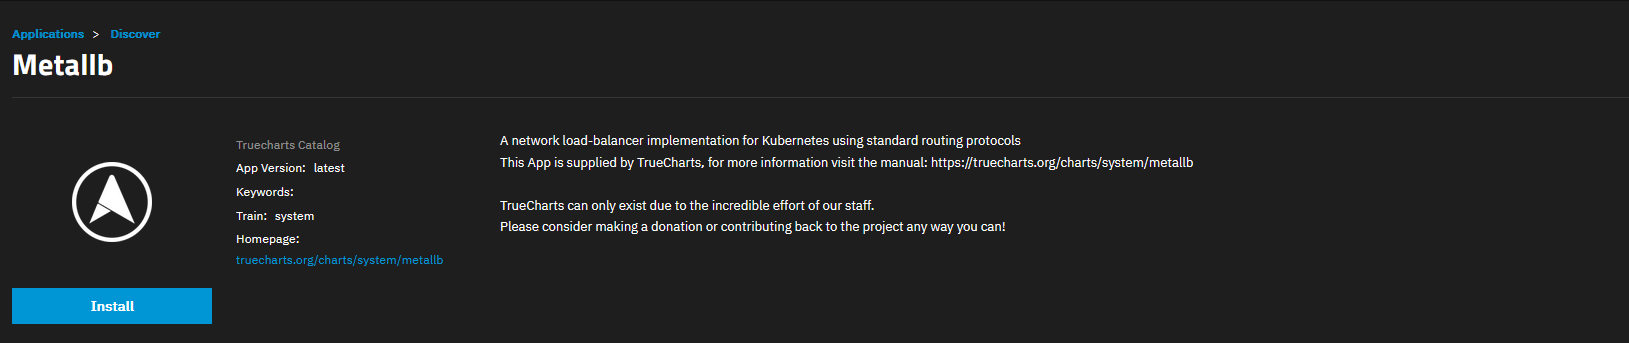 Applications > Discover
Metallb
Truecharts Catalog
App Version: latest
Keywords:
Train: system
Homepage:
truecharts.org/charts/system/metallb
Install
A network load-balancer implementation for Kubernetes using standard routing protocols
This App is supplied by TrueCharts, for more information visit the manual: https://truecharts.org/charts/system/metallb
TrueCharts can only exist due to the incredible effort of our staff.
Please consider making a donation or contributing back to the project any way you can!